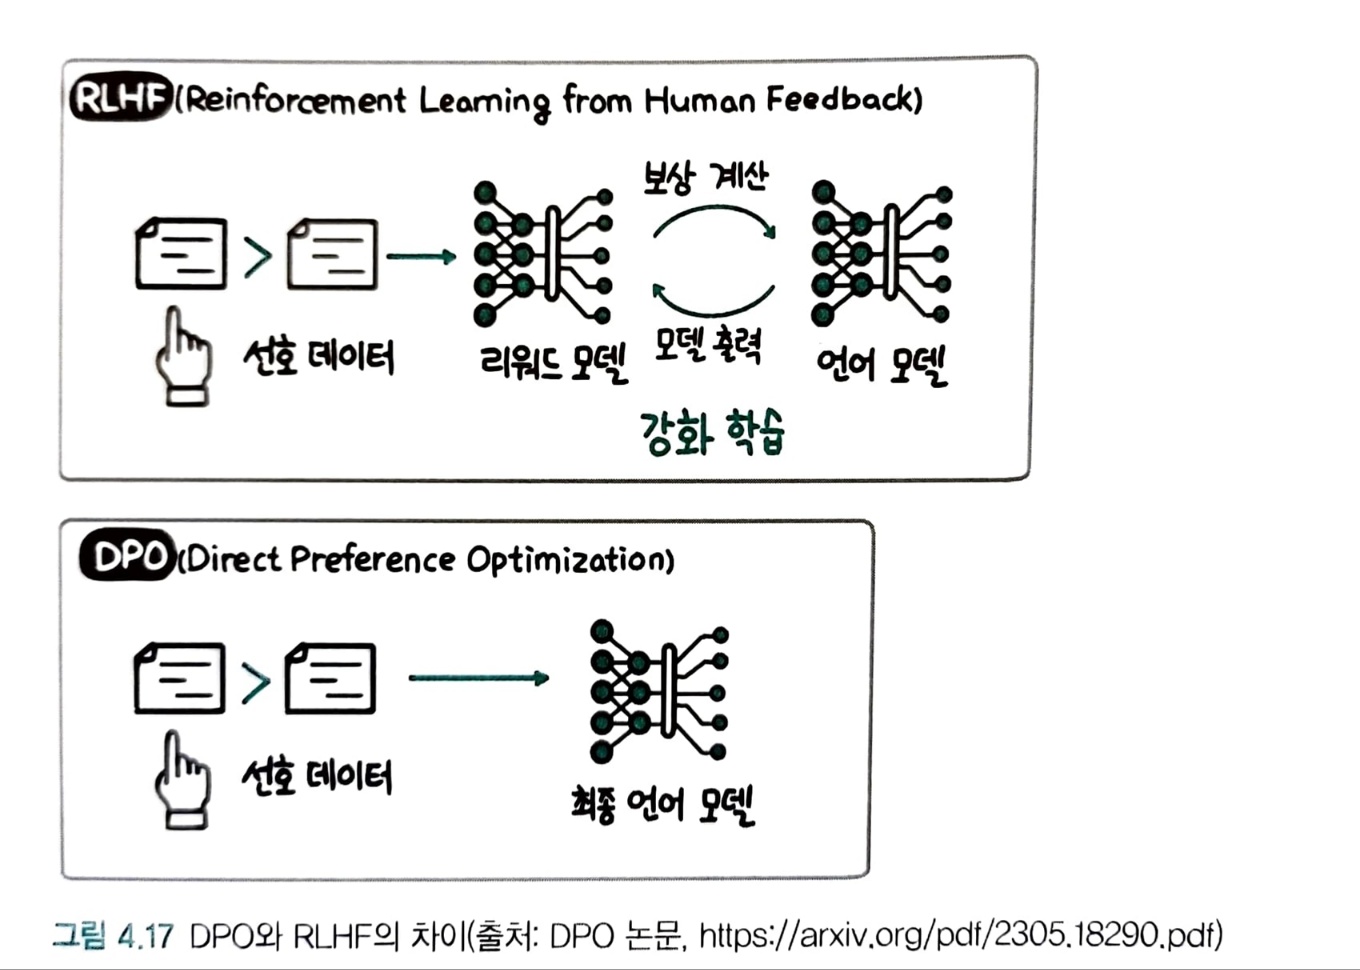 RLHF(Reinforcement Learning from Human Feedback)
보상 계산
선호 데이터
리워드 모델
모델 출력
언어 모델
강화 학습
DPO(Direct Preference Optimization)
선호 데이터
최종 언어 모델
그림 4.17 DPO와 RLHF의 차이(출처: DPO 논문, https://arxiv.org/pdf/2305.18290.pdf)